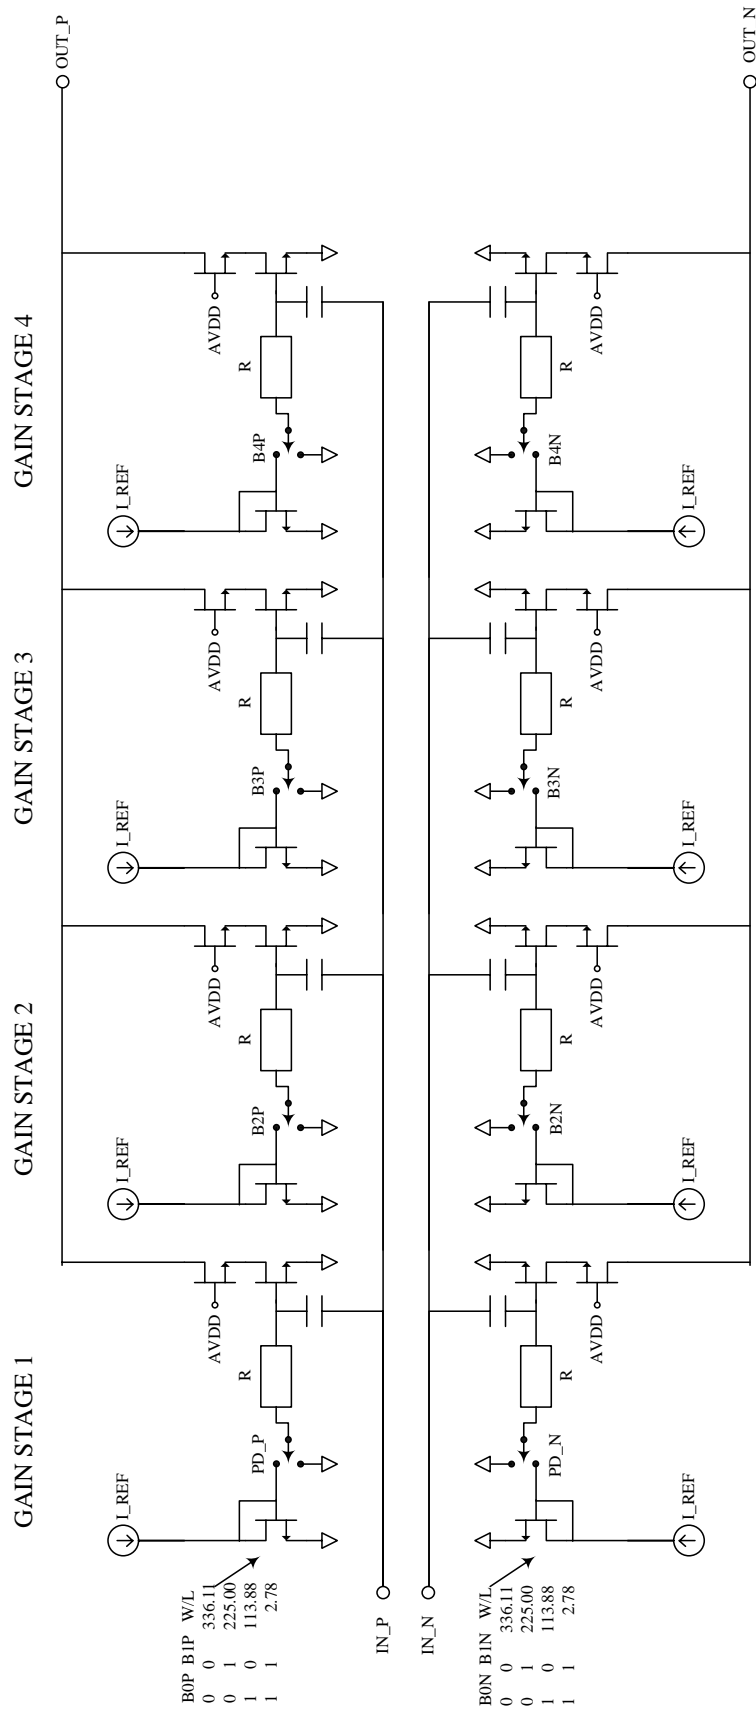 GAIN STAGE 1
GAIN STAGE 2
GAIN STAGE 3
GAIN STAGE 4
OUT_P
I_REF
I_REF
I_REF
I_REF
AVDD
AVDD
AVDD
AVDD
B0P B1P W/L
0 0 336.11
0 1 225.00
1 0 113.88
1 1 2.78
PD_P
R
B2P
R
B3P
R
B4P
R
IN_P
IN_N
B0N B1N W/L
0 0 336.11
0 1 225.00
1 0 113.88
1 1 2.78
PD_N
R
B2N
R
B3N
R
B4N
R
AVDD
AVDD
AVDD
AVDD
I_REF
I_REF
I_REF
I_REF
OUT_N